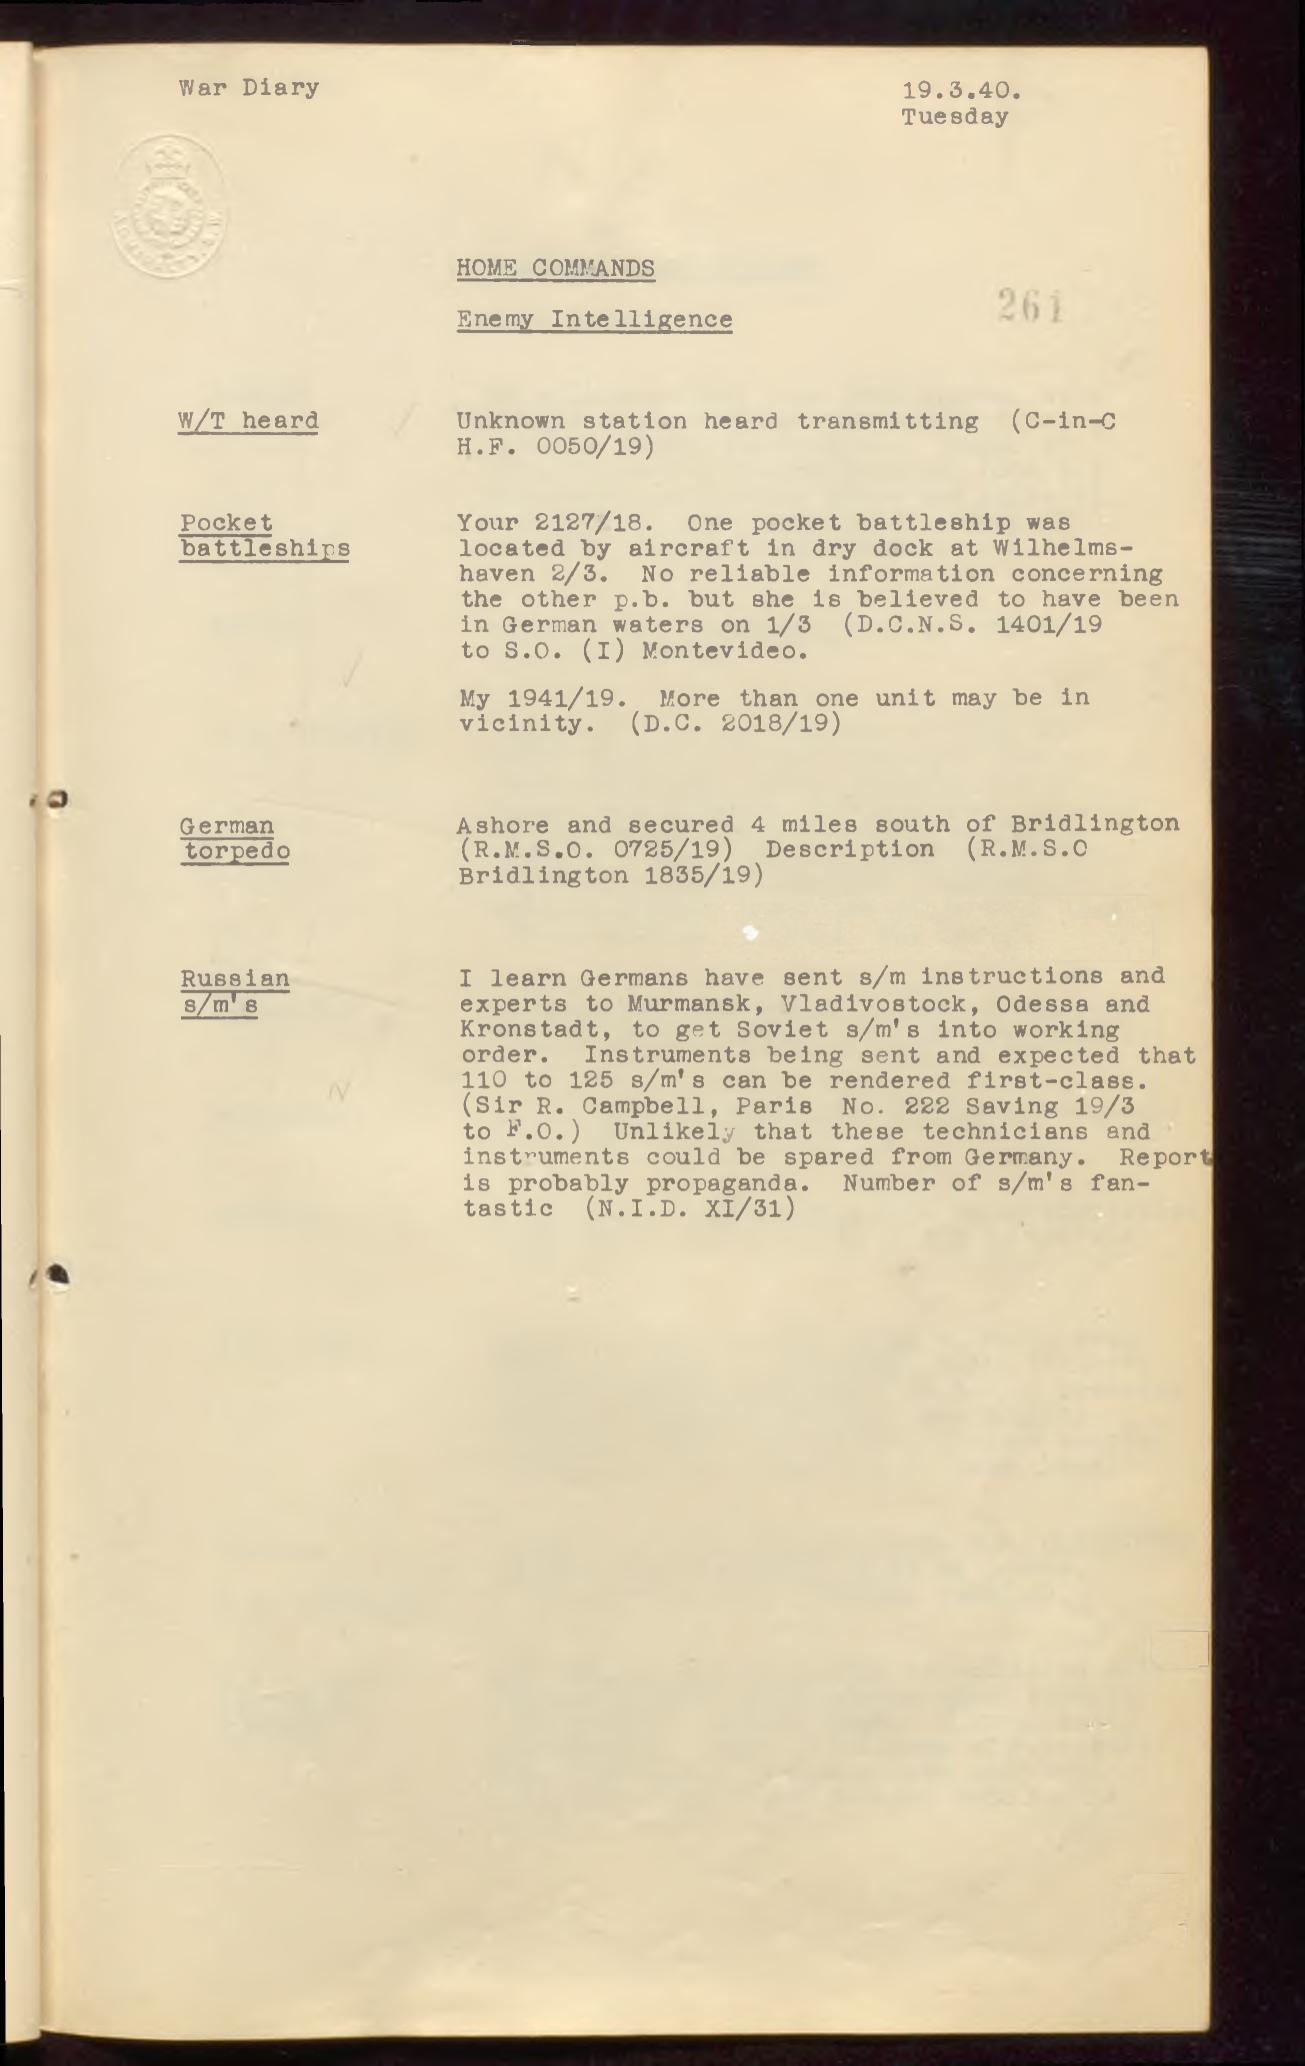 War Diary
19.3.40.
Tuesday
HOME COMMANDS
261
Enemy Intelligence
W/T heard
Unknown station heard transmitting (C-in-C
H.F. 0050/19)
Pocket
battleships
Your 2127/18. One pocket battleship was
located by aircraft in dry dock at Wilhelms-
haven 2/3. No reliable information concerning
the other p.b. but she is believed to have been
in German waters on 1/3 (D.C.N.S. 1401/19
to S.O. (I) Montevideo.
My 1941/19. More than one unit may be in
vicinity. (D.C. 2018/19)
German
torpedo
Ashore and secured 4 miles south of Bridlington
(R.M.S.O. 0725/19) Description (R.M.S.O
Bridlington 1835/19)
Russian
s/m's
I learn Germans have sent s/m instructions and
experts to Murmansk, Vladivostock, Odessa and
Kronstadt, to get Soviet s/m's into working
order. Instruments being sent and expected that
110 to 125 s/m's can be rendered first-class.
(Sir R. Campbell, Paris No. 222 Saving 19/3
to F.O.) Unlikely that these technicians and
instruments could be spared from Germany. Report
is probably propaganda. Number of s/m's fan-
tastic (N.I.D. XI/31)